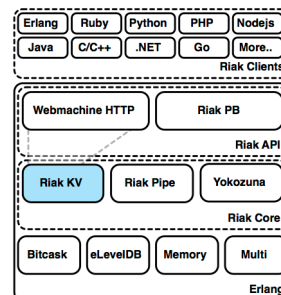 Erlang Ruby Python PHP Nodejs
Java C/C++ .NET Go More..
Riak Clients
Webmachine HTTP Riak PB
Riak API
Riak KV Riak Pipe Yokozuna
Riak Core
Bitcask eLevelDB Memory Multi
Erlang